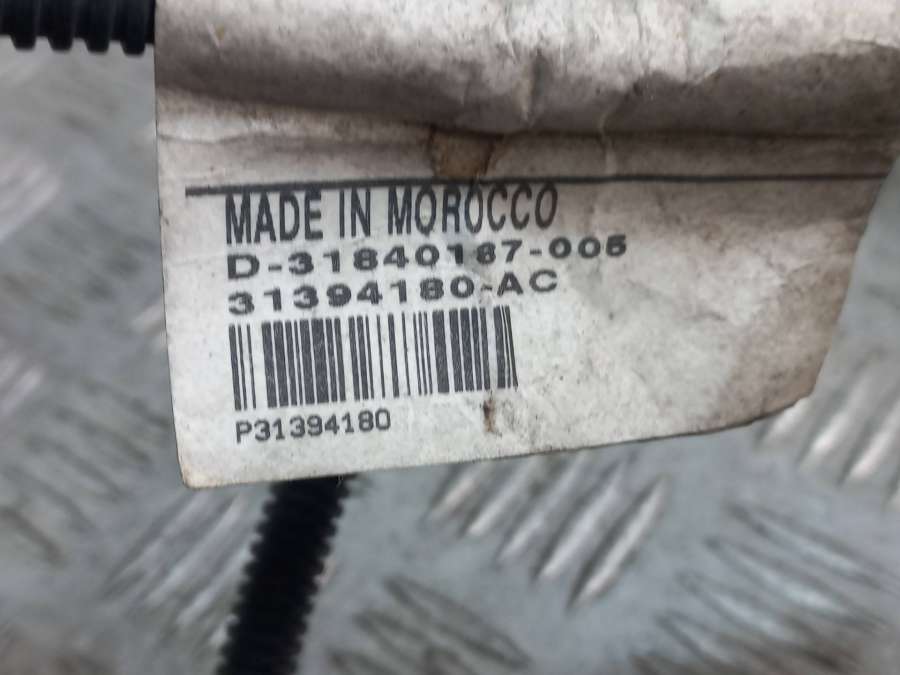 MADE IN MOROCCO
D-31840187-005
31394180-AC
P31394180